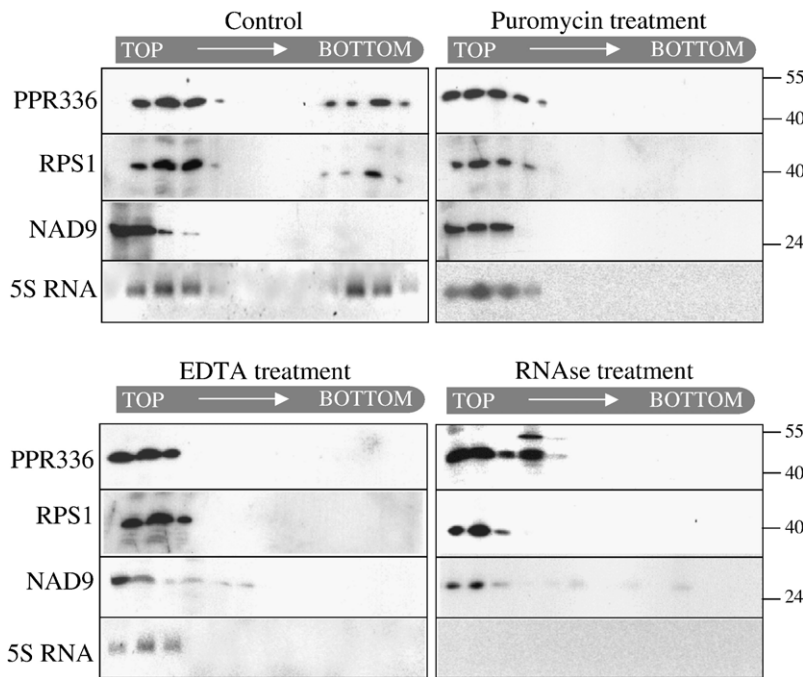 Control
TOP BOTTOM
PPR336
RPS1
NAD9
5S RNA
Puromycin treatment
TOP BOTTOM
55
40
40
24
EDTA treatment
TOP BOTTOM
PPR336
RPS1
NAD9
5S RNA
RNAse treatment
TOP BOTTOM
55
40
40
24